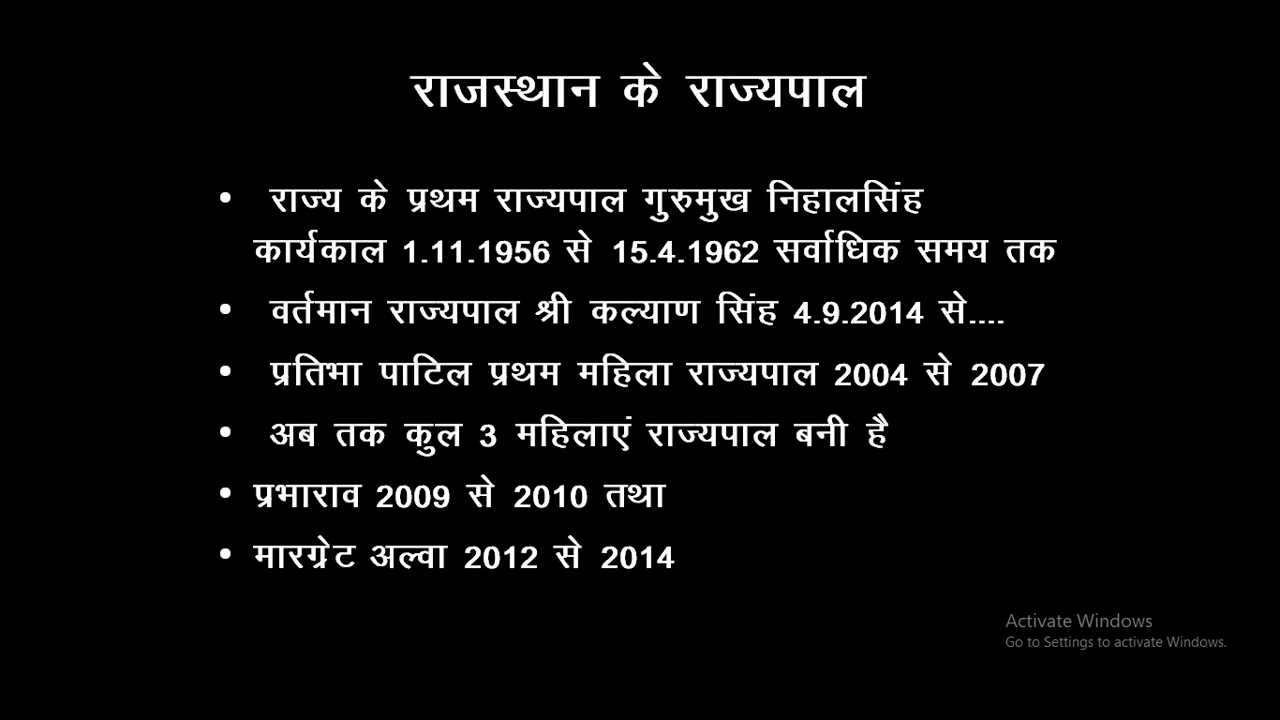 राजस्थान के राज्यपाल
• राज्य के प्रथम राज्यपाल गुरुमुख निहालसिंह
कार्यकाल 1.11.1956 से 15.4.1962 सर्वाधिक समय तक
• वर्तमान राज्यपाल श्री कल्याण सिंह 4.9.2014 से....
• प्रतिभा पाटिल प्रथम महिला राज्यपाल 2004 से 2007
• अब तक कुल 3 महिलाएं राज्यपाल बनी है
• प्रभाराव 2009 से 2010 तथा
• मारग्रेट अल्वा 2012 से 2014
Activate Windows
Go to Settings to activate Windows.